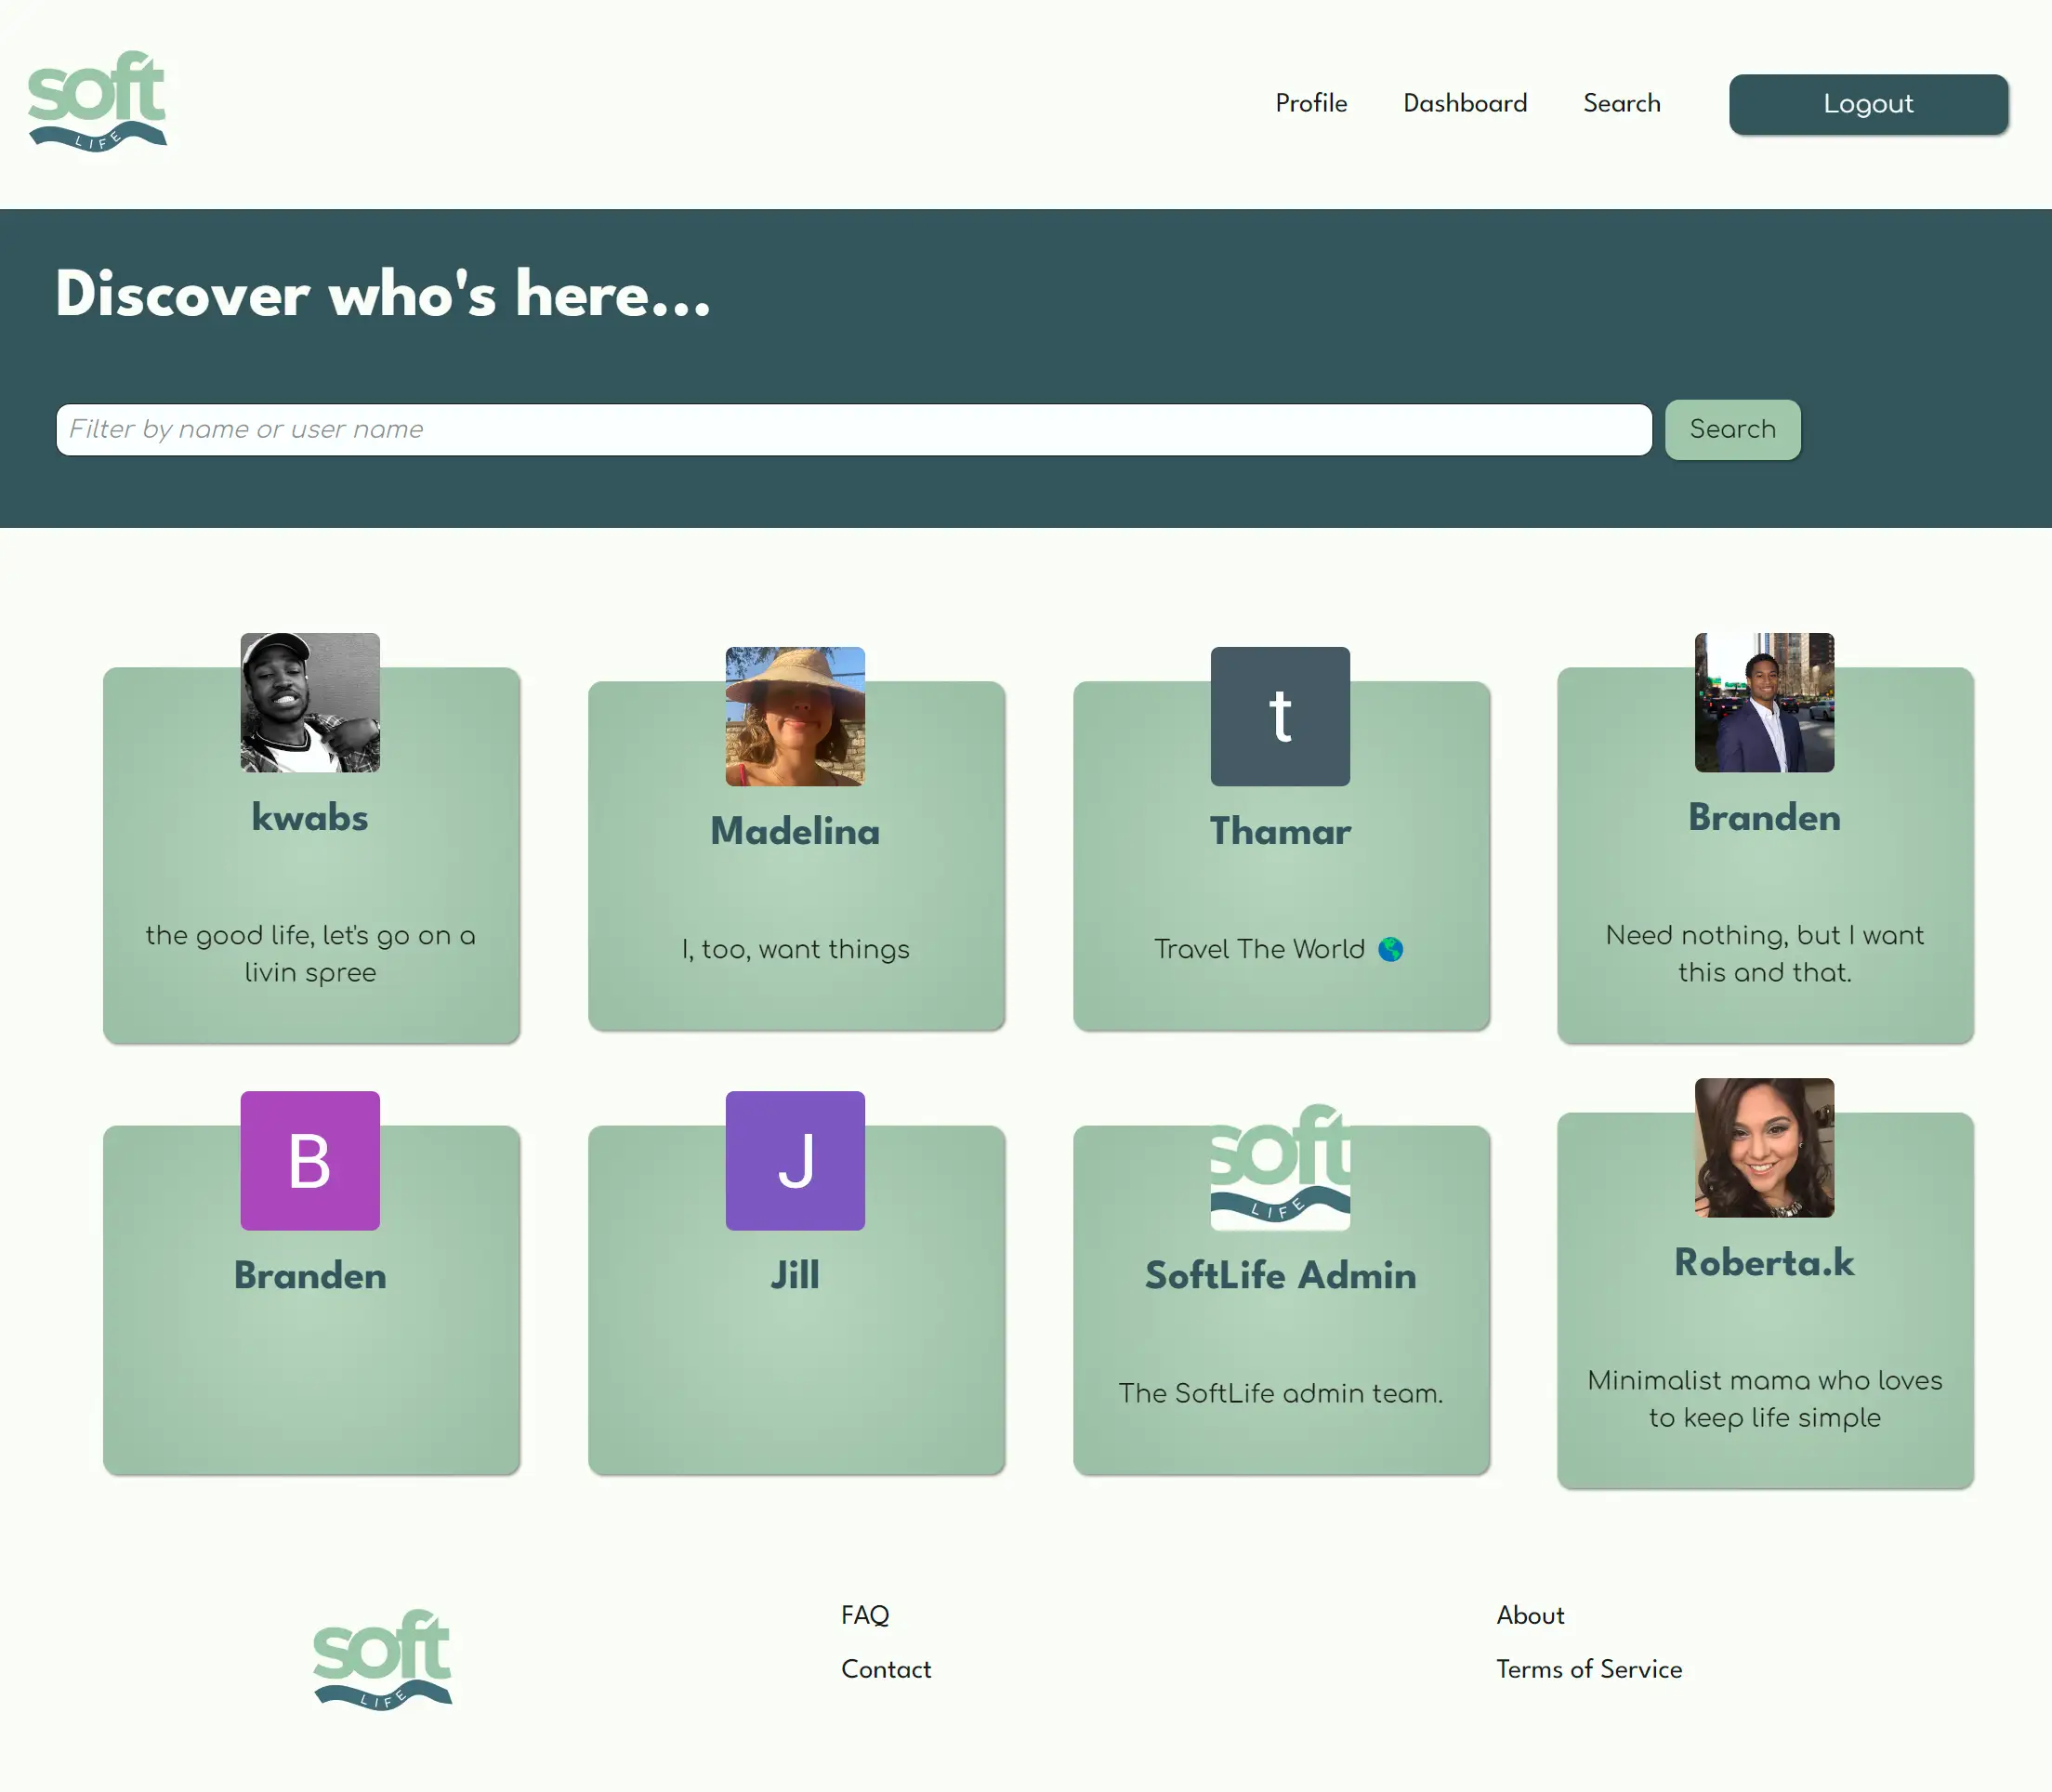 soft
LIFE
Profile
Dashboard
Search
Logout
Discover who's here...
Filter by name or user name
Search
kwabs
the good life, let's go on a
livin spree
Madelina
I, too, want things
t
Thamar
Travel The World 🌎
Branden
Need nothing, but I want
this and that.
B
Branden
J
Jill
soft
LIFE
SoftLife Admin
The SoftLife admin team.
Roberta.k
Minimalist mama who loves
to keep life simple
soft
LIFE
FAQ
Contact
About
Terms of Service